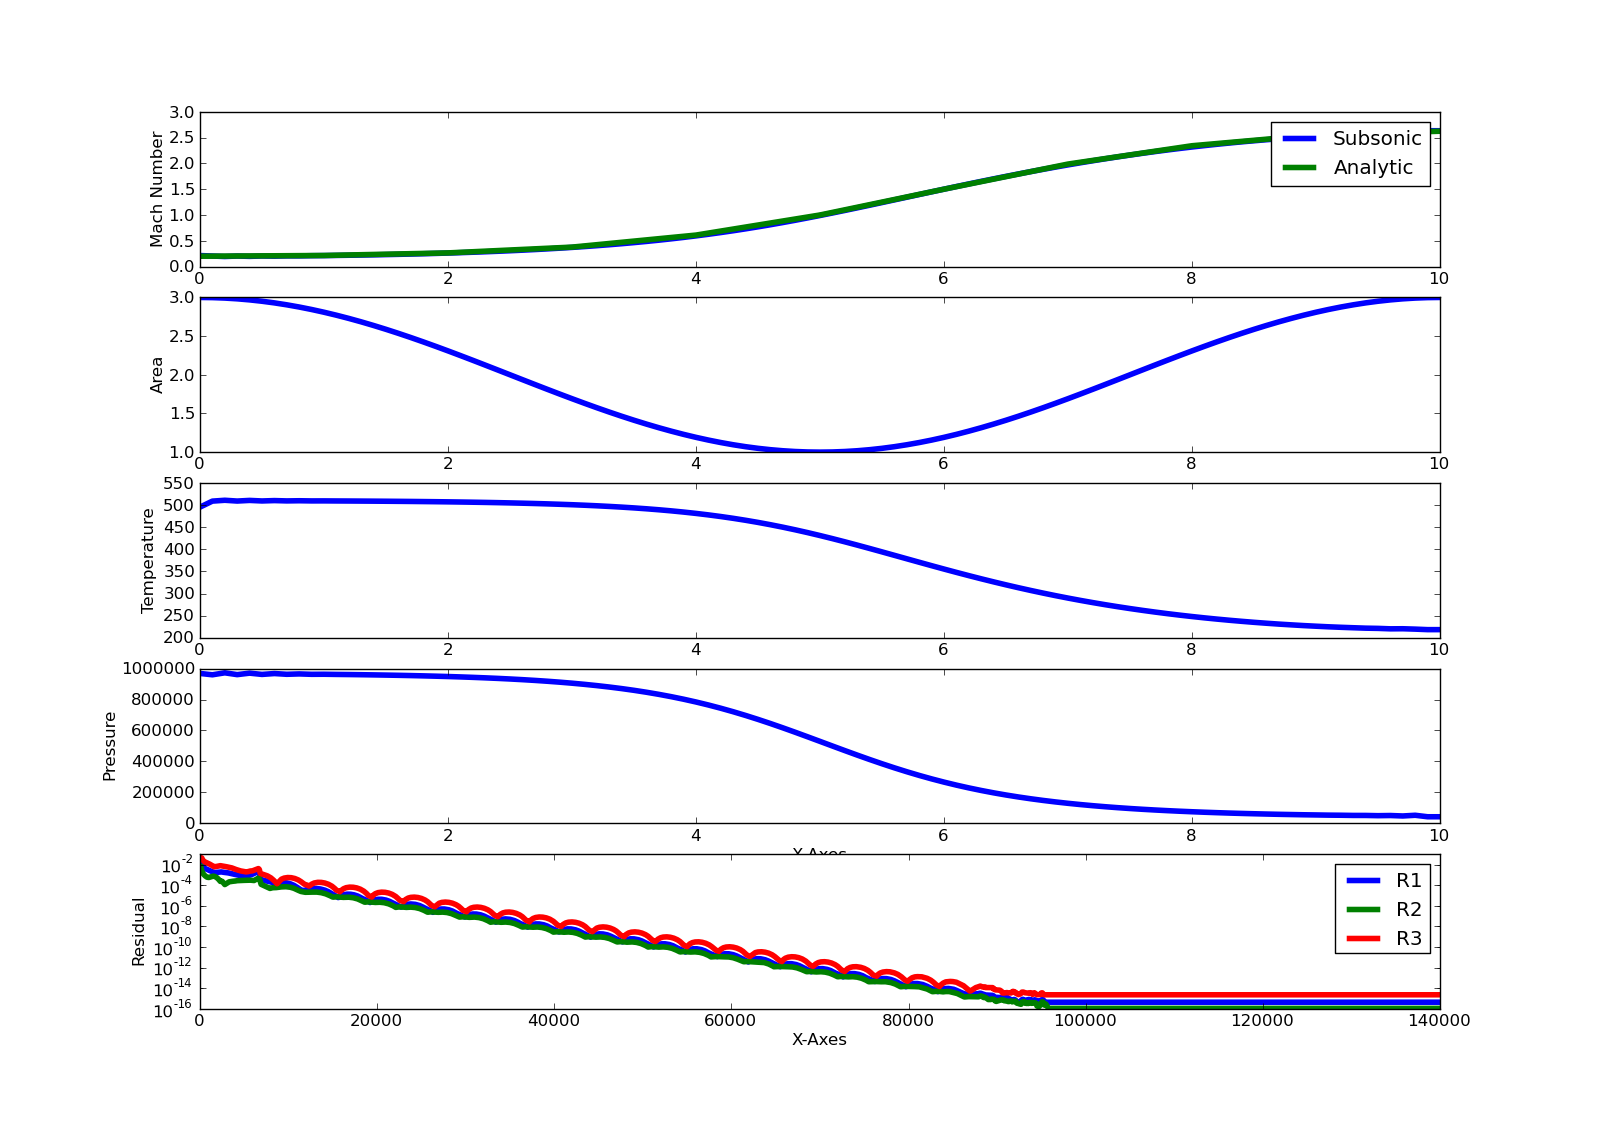 Mach Number
3.0
2.5
2.0
1.5
1.0
0.5
0.0
0 2 4 6 8 10
Subsonic
Analytic
Area
3.0
2.5
2.0
1.5
1.0
0 2 4 6 8 10
Temperature
550
500
450
400
350
300
250
200
0 2 4 6 8 10
Pressure
1000000
800000
600000
400000
200000
0
0 2 4 6 8 10
X-Axes
Residual
10^-2
10^-4
10^-6
10^-8
10^-10
10^-12
10^-14
10^-16
0 20000 40000 60000 80000 100000 120000 140000
R1
R2
R3
X-Axes